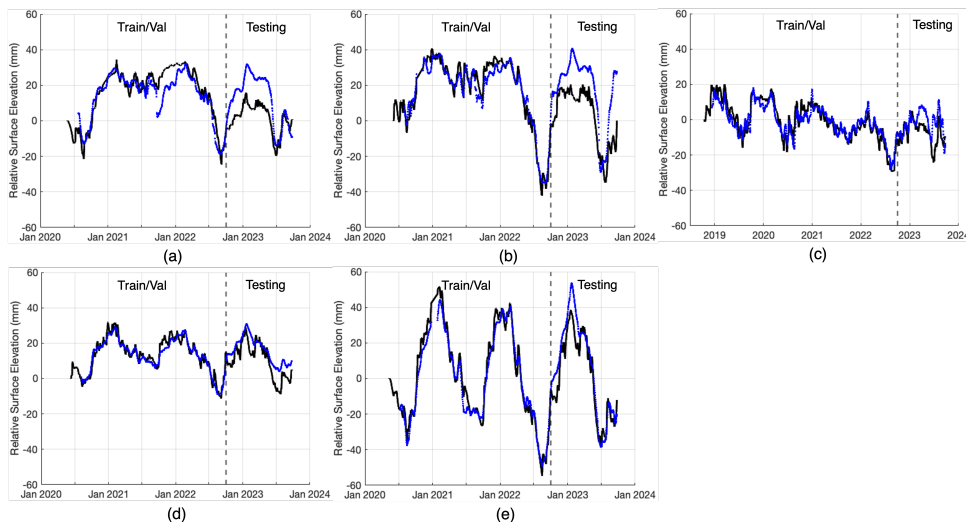 Train/Val Testing
Relative Surface Elevation (mm)
60
40
20
0
-20
-40
-60
Jan 2020 Jan 2021 Jan 2022 Jan 2023 Jan 2024
(a)
Train/Val Testing
Relative Surface Elevation (mm)
60
40
20
0
-20
-40
-60
Jan 2020 Jan 2021 Jan 2022 Jan 2023 Jan 2024
(b)
Train/Val Testing
Relative Surface Elevation (mm)
60
40
20
0
-20
-40
-60
2019 2020 2021 2022 2023 2024
(c)
Train/Val Testing
Relative Surface Elevation (mm)
60
40
20
0
-20
-40
-60
Jan 2020 Jan 2021 Jan 2022 Jan 2023 Jan 2024
(d)
Train/Val Testing
Relative Surface Elevation (mm)
60
40
20
0
-20
-40
-60
Jan 2020 Jan 2021 Jan 2022 Jan 2023 Jan 2024
(e)